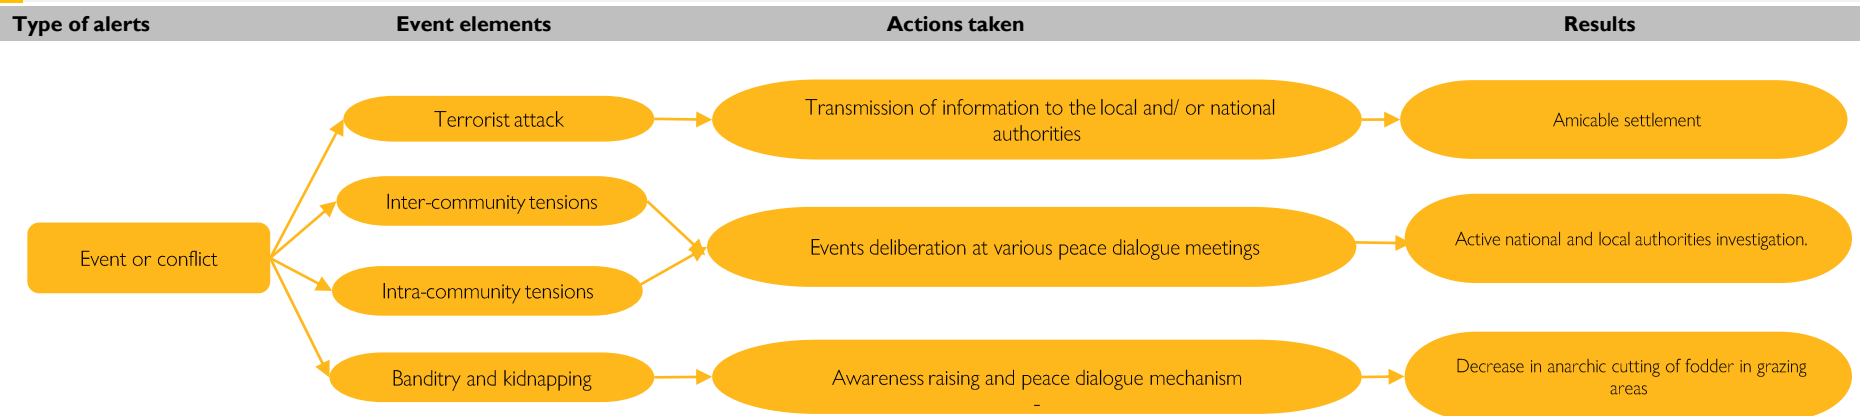 Type of alerts
Event elements
Actions taken
Results
Terrorist attack
Transmission of information to the local and/ or national
authorities
Amicable settlement
Inter-community tensions
Event or conflict
Events deliberation at various peace dialogue meetings
Active national and local authorities investigation.
Intra-community tensions
Banditry and kidnapping
Awareness raising and peace dialogue mechanism
-
Decrease in anarchic cutting of fodder in grazing
areas